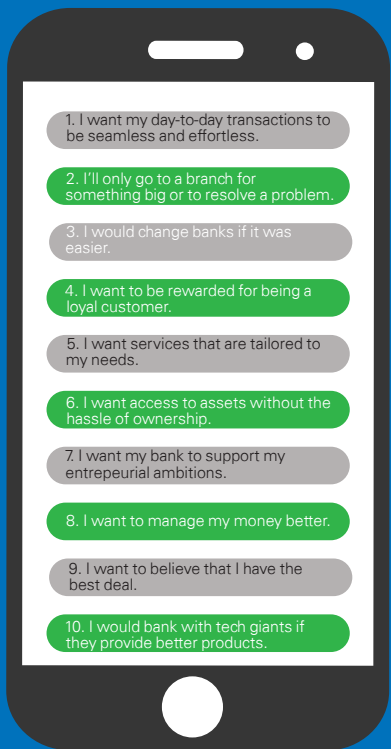 1. I want my day-to-day transactions to
be seamless and effortless.
2. I'll only go to a branch for
something big or to resolve a problem.
3. I would change banks if it was
easier.
4. I want to be rewarded for being a
loyal customer.
5. I want services that are tailored to
my needs.
6. I want access to assets without the
hassle of ownership.
7. I want my bank to support my
entrepeurial ambitions.
8. I want to manage my money better.
9. I want to believe that I have the
best deal.
10. I would bank with tech giants if
they provide better products.